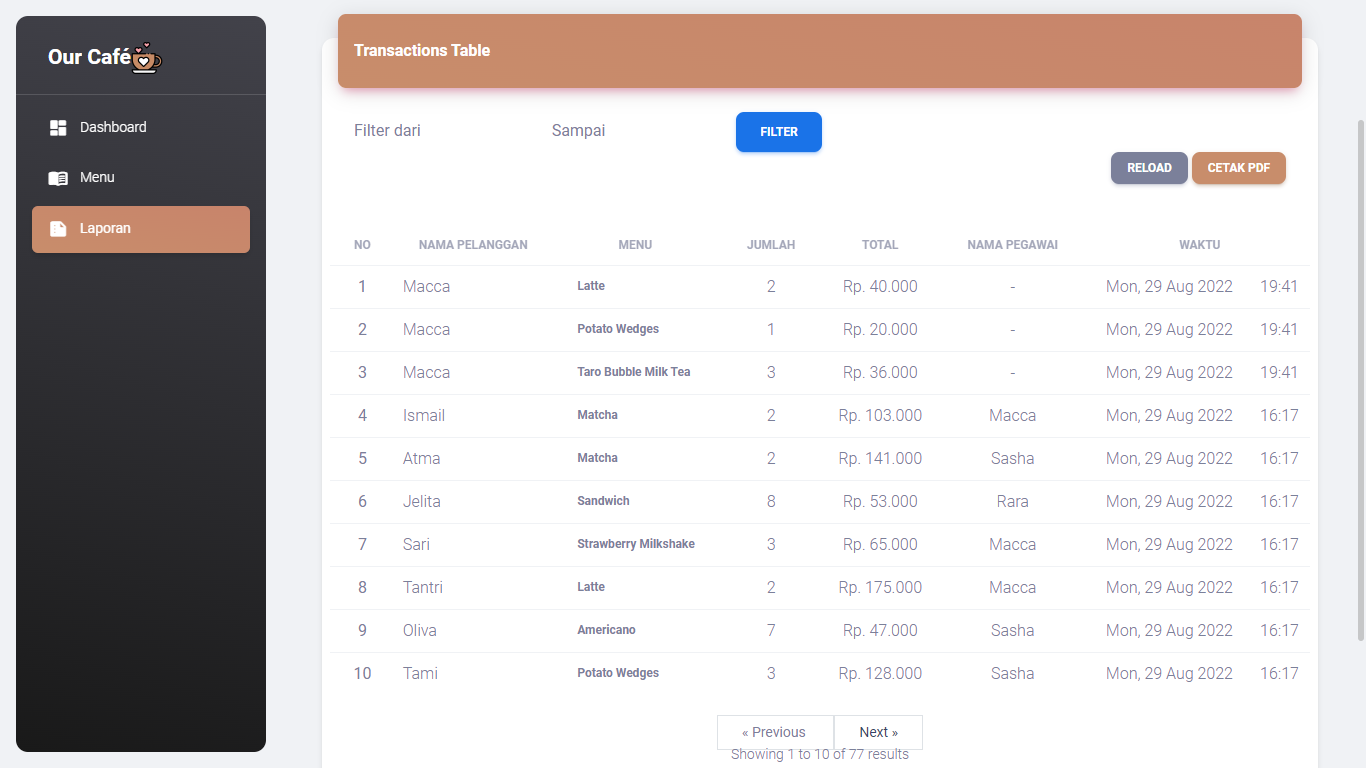 Our Café
Dashboard
Menu
Laporan
Transactions Table
Filter dari Sampai FILTER
RELOAD CETAK PDF
NO NAMA PELANGGAN MENU JUMLAH TOTAL NAMA PEGAWAI WAKTU
1 Macca Latte 2 Rp. 40.000 - Mon, 29 Aug 2022 19:41
2 Macca Potato Wedges 1 Rp. 20.000 - Mon, 29 Aug 2022 19:41
3 Macca Taro Bubble Milk Tea 3 Rp. 36.000 - Mon, 29 Aug 2022 19:41
4 Ismail Matcha 2 Rp. 103.000 Macca Mon, 29 Aug 2022 16:17
5 Atma Matcha 2 Rp. 141.000 Sasha Mon, 29 Aug 2022 16:17
6 Jelita Sandwich 8 Rp. 53.000 Rara Mon, 29 Aug 2022 16:17
7 Sari Strawberry Milkshake 3 Rp. 65.000 Macca Mon, 29 Aug 2022 16:17
8 Tantri Latte 2 Rp. 175.000 Macca Mon, 29 Aug 2022 16:17
9 Oliva Americano 7 Rp. 47.000 Sasha Mon, 29 Aug 2022 16:17
10 Tami Potato Wedges 3 Rp. 128.000 Sasha Mon, 29 Aug 2022 16:17
« Previous Next »
Showing 1 to 10 of 77 results